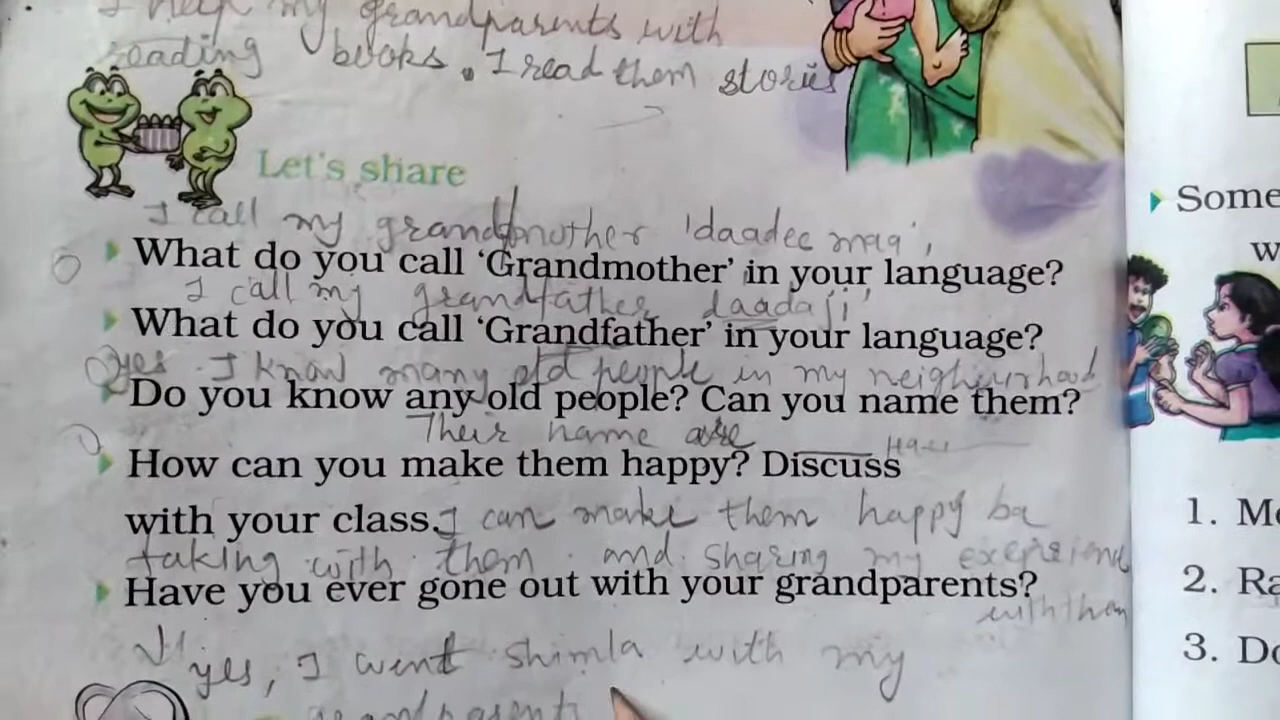 I help my grandparents with
reading books. I read them stories
Let's share
I call my grandmother 'daadee maa',
What do you call 'Grandmother' in your language?
I call my grandfather daadaji'
What do you call 'Grandfather' in your language?
yes I know many old people in my
Do you know any old people? Can you name them?
Their name are
How can you make them happy? Discuss
with your class.
I can make them happy ba
taking with them. and sharing my
Have you ever gone out with your grandparents?
yes, I went shimla with my
grandparents
Some
w
1. Me
2. Ra
3. Do